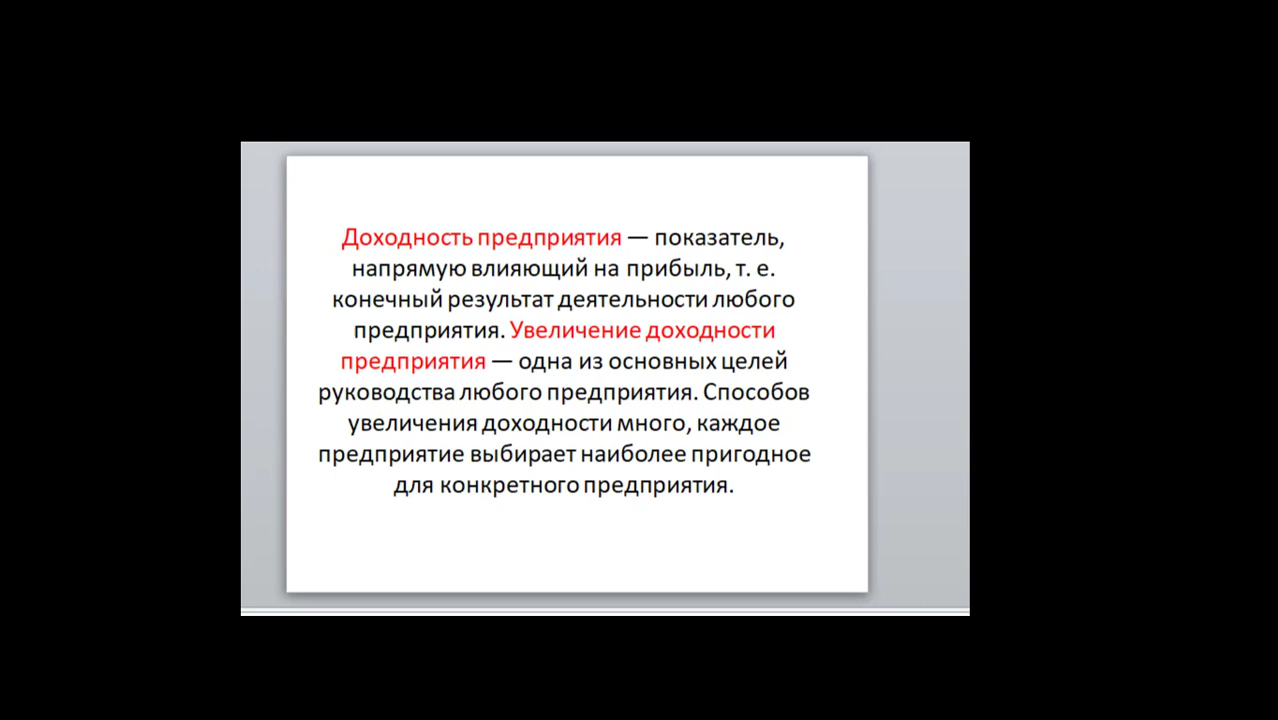 Доходность предприятия — показатель,
напрямую влияющий на прибыль, т. е.
конечный результат деятельности любого
предприятия. Увеличение доходности
предприятия — одна из основных целей
руководства любого предприятия. Способов
увеличения доходности много, каждое
предприятие выбирает наиболее пригодное
для конкретного предприятия.